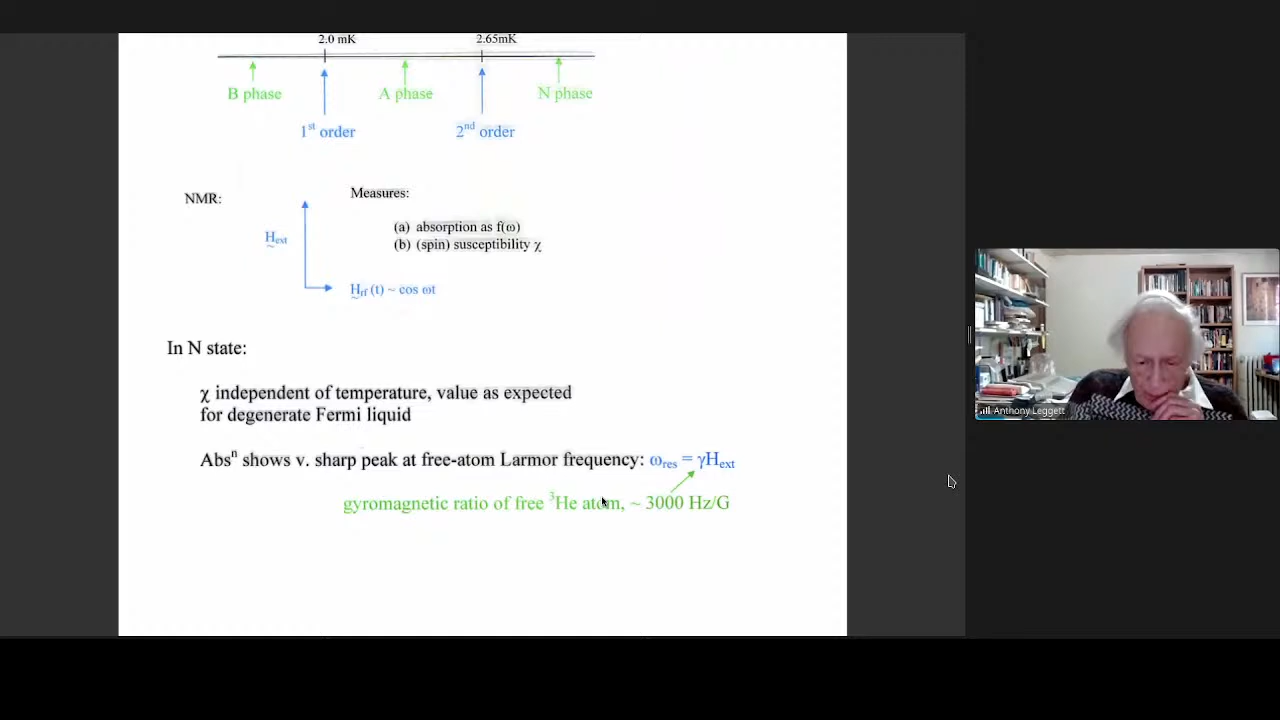 2.0 mK 2.65mK
B phase A phase N phase
1st order 2nd order
NMR:
Measures:
(a) absorption as f(ω)
(b) (spin) susceptibility χ
Hext
Hrf (t) ~ cos ωt
In N state:
χ independent of temperature, value as expected
for degenerate Fermi liquid
Absn shows v. sharp peak at free-atom Larmor frequency: ωres = γHext
gyromagnetic ratio of free 3He atom, ~ 3000 Hz/G
Anthony Leggett